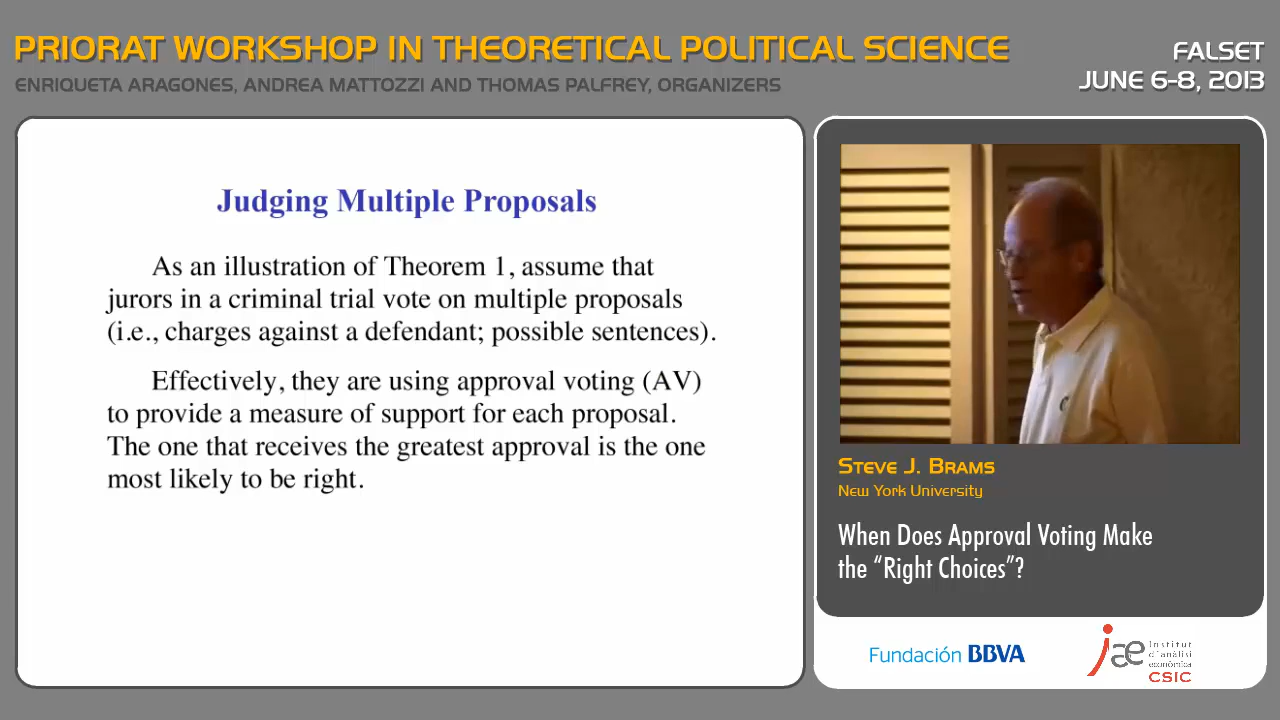 PRIORAT WORKSHOP IN THEORETICAL POLITICAL SCIENCE
ENRIQUETA ARAGONES, ANDREA MATTOZZI AND THOMAS PALFREY, ORGANIZERS
FALSET
JUNE 6-8, 2013
Judging Multiple Proposals
As an illustration of Theorem 1, assume that
jurors in a criminal trial vote on multiple proposals
(i.e., charges against a defendant; possible sentences).
Effectively, they are using approval voting (AV)
to provide a measure of support for each proposal.
The one that receives the greatest approval is the one
most likely to be right.
STEVE J. BRAMS
New York University
When Does Approval Voting Make
the “Right Choices”?
Fundación BBVA
iae
Institut
d'anàlisi
econòmica
CSIC